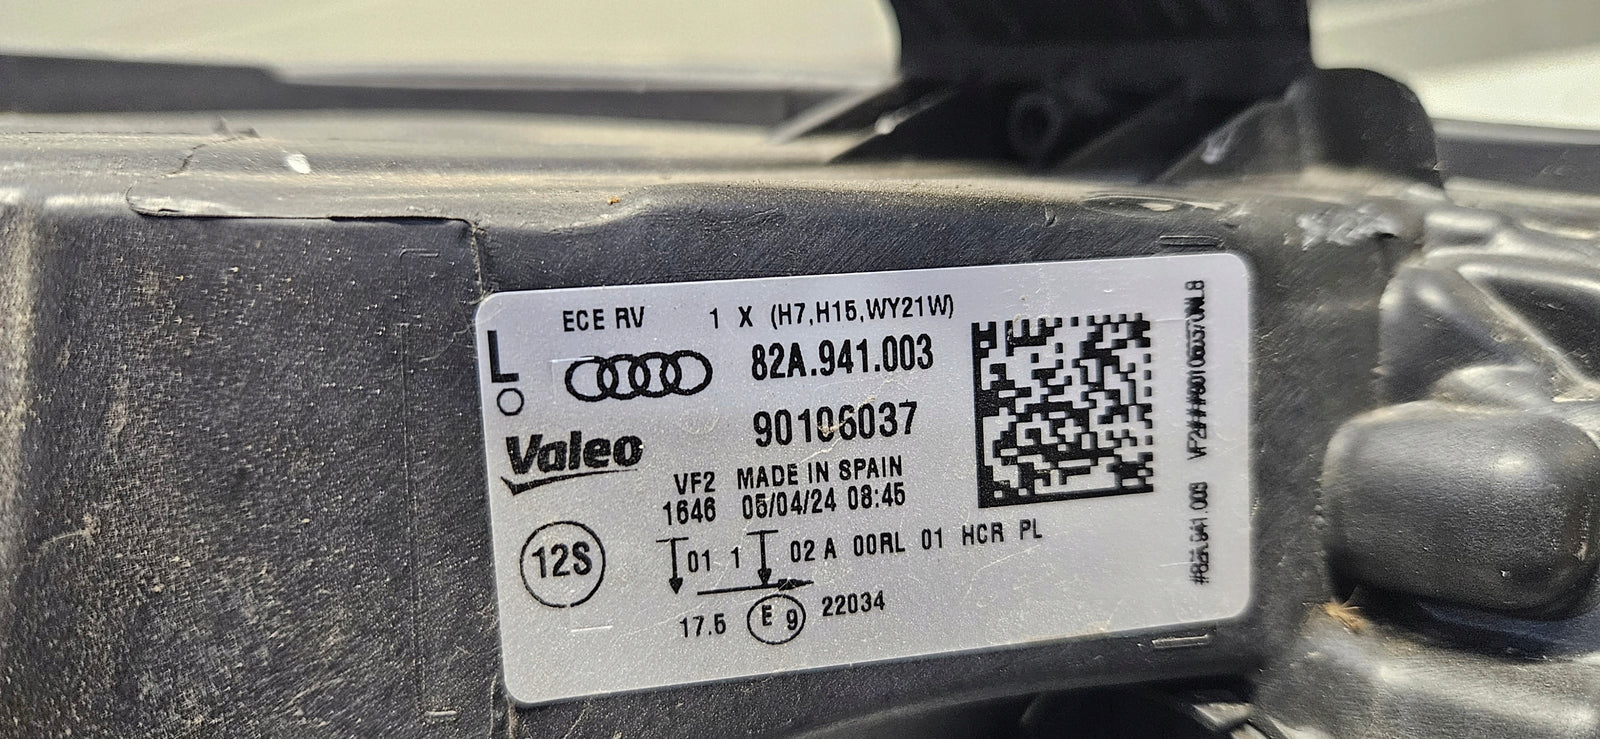 ECE RV 1 X (H7,H15,WY21W)
L
82A.941.003
90106037
Valeo
VF2 MADE IN SPAIN
1646 05/04/24 08:45
12S
01 1 02 A 00RL 01 HCR PL
17.5 E 9 22034